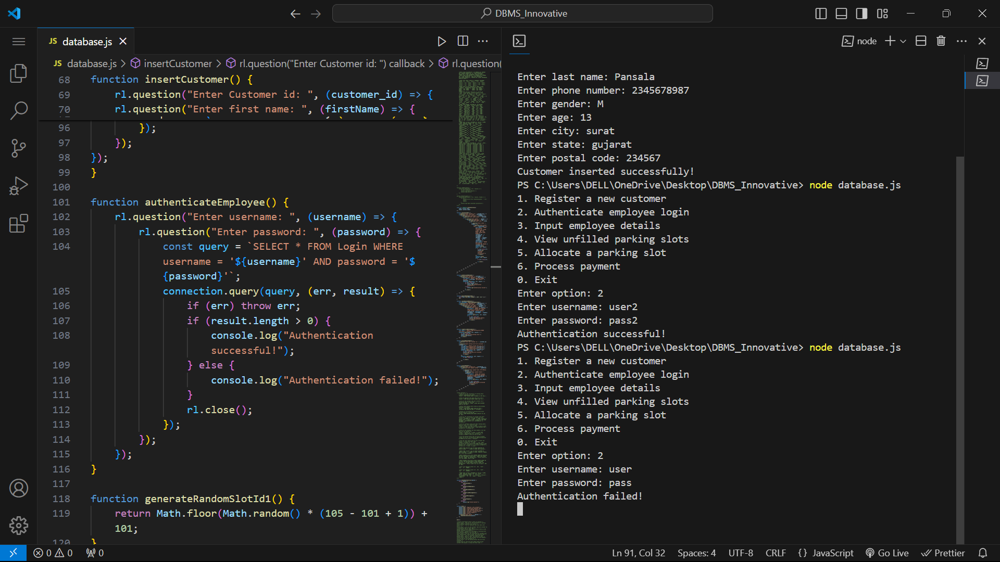 DBMS_Innovative
JS database.js
JS database.js > insertCustomer > rl.question("Enter Customer id: ") callback > rl.question(
68 function insertCustomer() {
69 rl.question("Enter Customer id: ", (customer_id) => {
70 rl.question("Enter first name: ", (firstName) => {
96 });
97 });
98 });
99 }
100
101 function authenticateEmployee() {
102 rl.question("Enter username: ", (username) => {
103 rl.question("Enter password: ", (password) => {
104 const query = `SELECT * FROM Login WHERE
username = '${username}' AND password = '$
{password}'`;
105 connection.query(query, (err, result) => {
106 if (err) throw err;
107 if (result.length > 0) {
108 console.log("Authentication
successful!");
109 } else {
110 console.log("Authentication failed!");
111 }
112 rl.close();
113 });
114 });
115 });
116 }
117
118 function generateRandomSlotId1() {
119 return Math.floor(Math.random() * (105 - 101 + 1)) +
101;
120 }
node
Enter last name: Pansala
Enter phone number: 2345678987
Enter gender: M
Enter age: 13
Enter city: surat
Enter state: gujarat
Enter postal code: 234567
Customer inserted successfully!
PS C:\Users\DELL\OneDrive\Desktop\DBMS_Innovative> node database.js
1. Register a new customer
2. Authenticate employee login
3. Input employee details
4. View unfilled parking slots
5. Allocate a parking slot
6. Process payment
0. Exit
Enter option: 2
Enter username: user2
Enter password: pass2
Authentication successful!
PS C:\Users\DELL\OneDrive\Desktop\DBMS_Innovative> node database.js
1. Register a new customer
2. Authenticate employee login
3. Input employee details
4. View unfilled parking slots
5. Allocate a parking slot
6. Process payment
0. Exit
Enter option: 2
Enter username: user
Enter password: pass
Authentication failed!
0 0 0
Ln 91, Col 32 Spaces: 4 UTF-8 CRLF {} JavaScript Go Live Prettier